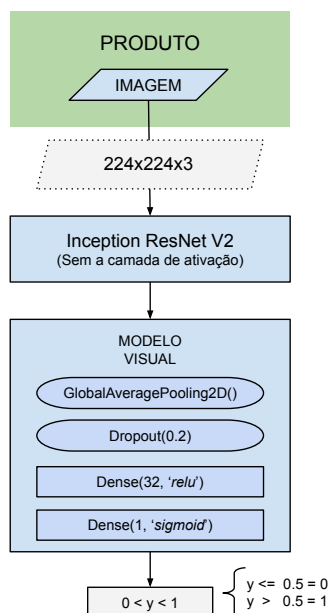 PRODUTO
IMAGEM
224x224x3
Inception ResNet V2
(Sem a camada de ativação)
MODELO
VISUAL
GlobalAveragePooling2D()
Dropout(0.2)
Dense(32, ‘relu’)
Dense(1, ‘sigmoid’)
0 < y < 1
y <= 0.5 = 0
y > 0.5 = 1